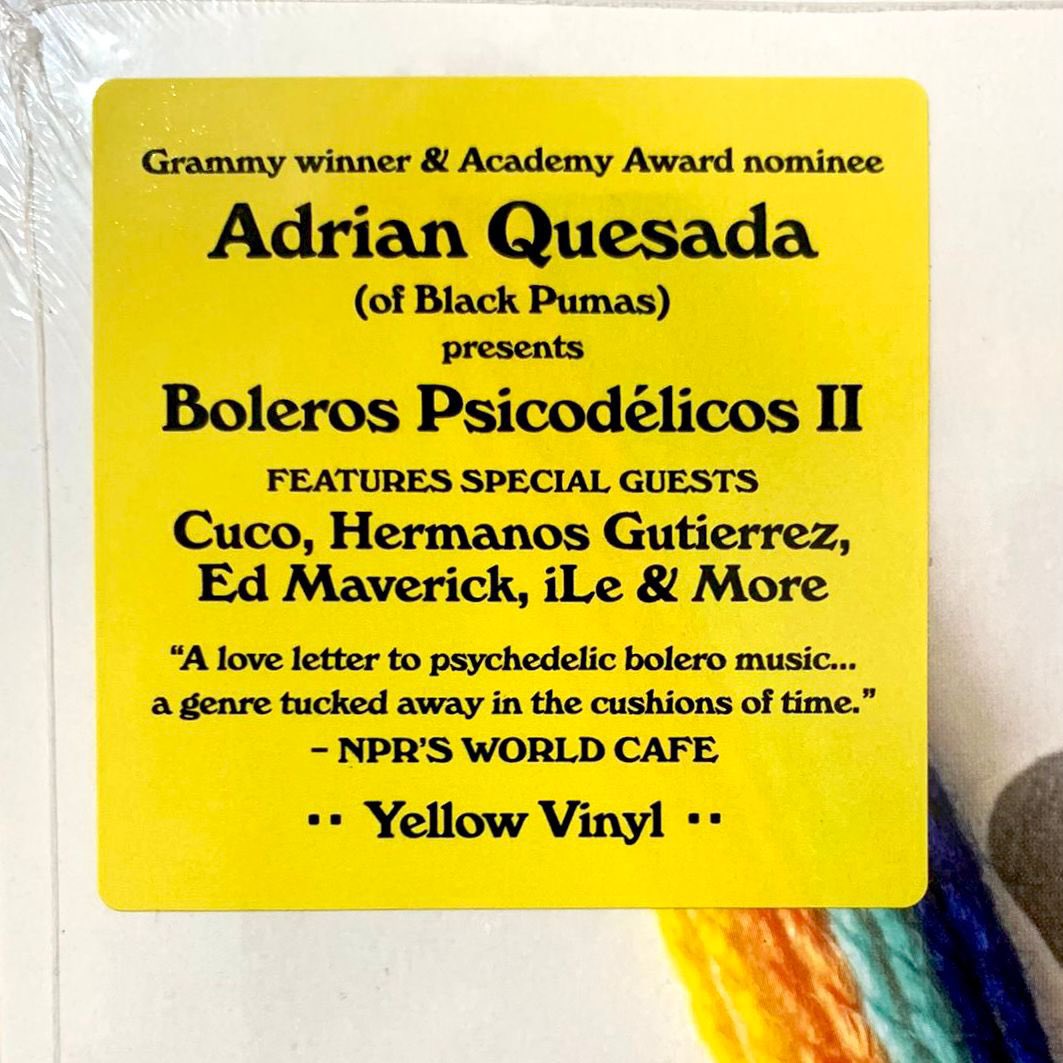 Grammy winner & Academy Award nominee
Adrian Quesada
(of Black Pumas)
presents
Boleros Psicodélicos II
FEATURES SPECIAL GUESTS
Cuco, Hermanos Gutierrez,
Ed Maverick, iLe & More
“A love letter to psychedelic bolero music...
a genre tucked away in the cushions of time.”
– NPR’S WORLD CAFE
·· Yellow Vinyl ··